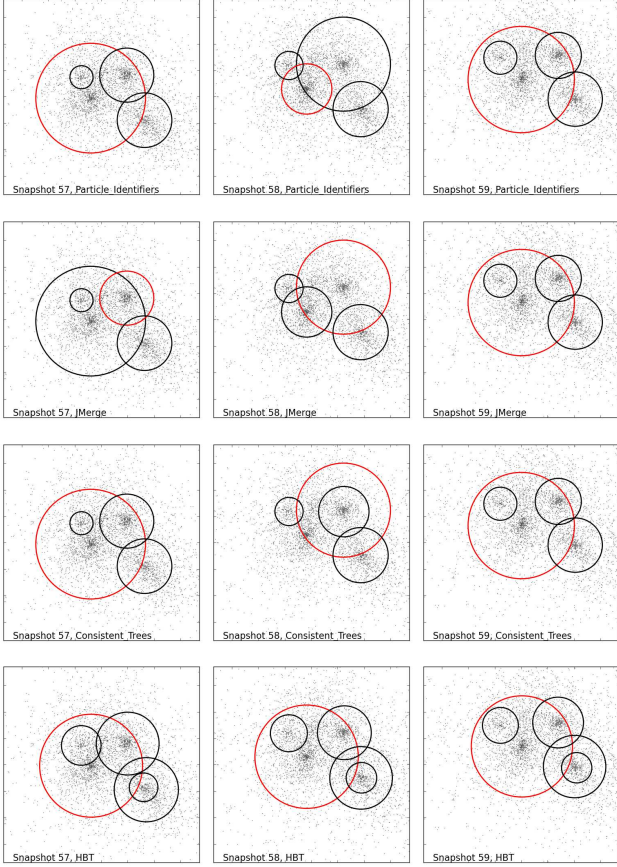 Snapshot 57, Particle_Identifiers
Snapshot 58, Particle_Identifiers
Snapshot 59, Particle_Identifiers
Snapshot 57, JMerge
Snapshot 58, JMerge
Snapshot 59, JMerge
Snapshot 57, Consistent_Trees
Snapshot 58, Consistent_Trees
Snapshot 59, Consistent_Trees
Snapshot 57, HBT
Snapshot 58, HBT
Snapshot 59, HBT